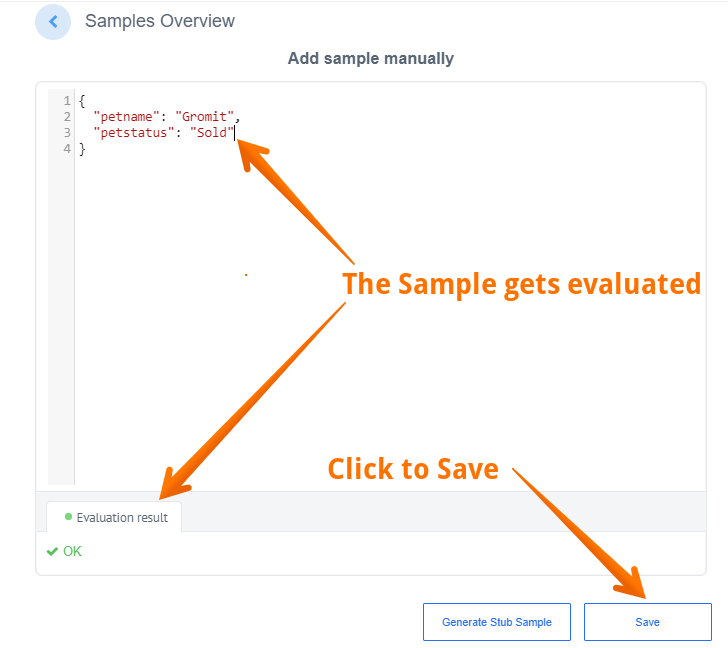 Samples Overview
Add sample manually
1 {
2 "petname": "Gromit",
3 "petstatus": "Sold"
4 }
The Sample gets evaluated
Click to Save
Evaluation result
OK
Generate Stub Sample
Save